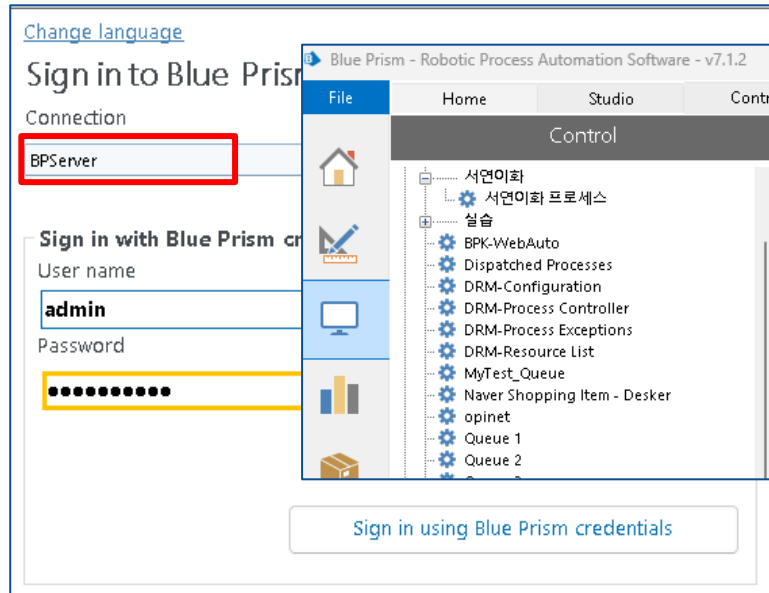 Change language
Sign in to Blue Pris
Connection
BPServer
Sign in with Blue Prism cr
User name
admin
Password
••••••••••
Sign in using Blue Prism credentials
Blue Prism - Robotic Process Automation Software - v7.1.2
File
Home
Studio
Contr
Control
서연이화
서연이화 프로세스
실습
BPK-WebAuto
Dispatched Processes
DRM-Configuration
DRM-Process Controller
DRM-Process Exceptions
DRM-Resource List
MyTest_Queue
Naver Shopping Item - Desker
opinet
Queue 1
Queue 2